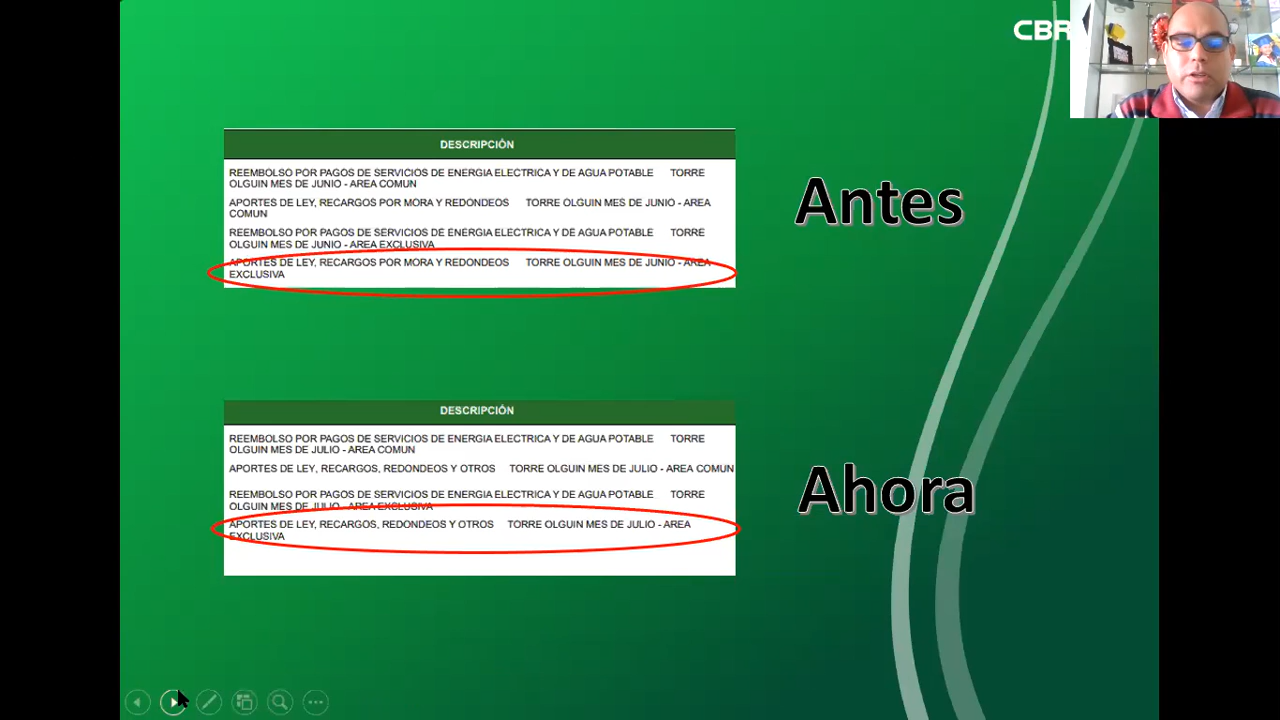 CBR
DESCRIPCIÓN
REEMBOLSO POR PAGOS DE SERVICIOS DE ENERGIA ELECTRICA Y DE AGUA POTABLE TORRE
OLGUIN MES DE JUNIO - AREA COMUN
APORTES DE LEY, RECARGOS POR MORA Y REDONDEOS TORRE OLGUIN MES DE JUNIO - AREA
COMUN
REEMBOLSO POR PAGOS DE SERVICIOS DE ENERGIA ELECTRICA Y DE AGUA POTABLE TORRE
OLGUIN MES DE JUNIO - AREA EXCLUSIVA
APORTES DE LEY, RECARGOS POR MORA Y REDONDEOS TORRE OLGUIN MES DE JUNIO - AREA
EXCLUSIVA
Antes
DESCRIPCIÓN
REEMBOLSO POR PAGOS DE SERVICIOS DE ENERGIA ELECTRICA Y DE AGUA POTABLE TORRE
OLGUIN MES DE JULIO - AREA COMUN
APORTES DE LEY, RECARGOS, REDONDEOS Y OTROS TORRE OLGUIN MES DE JULIO - AREA COMUN
REEMBOLSO POR PAGOS DE SERVICIOS DE ENERGIA ELECTRICA Y DE AGUA POTABLE TORRE
OLGUIN MES DE JULIO - AREA EXCLUSIVA
APORTES DE LEY, RECARGOS, REDONDEOS Y OTROS TORRE OLGUIN MES DE JULIO - AREA
EXCLUSIVA
Ahora